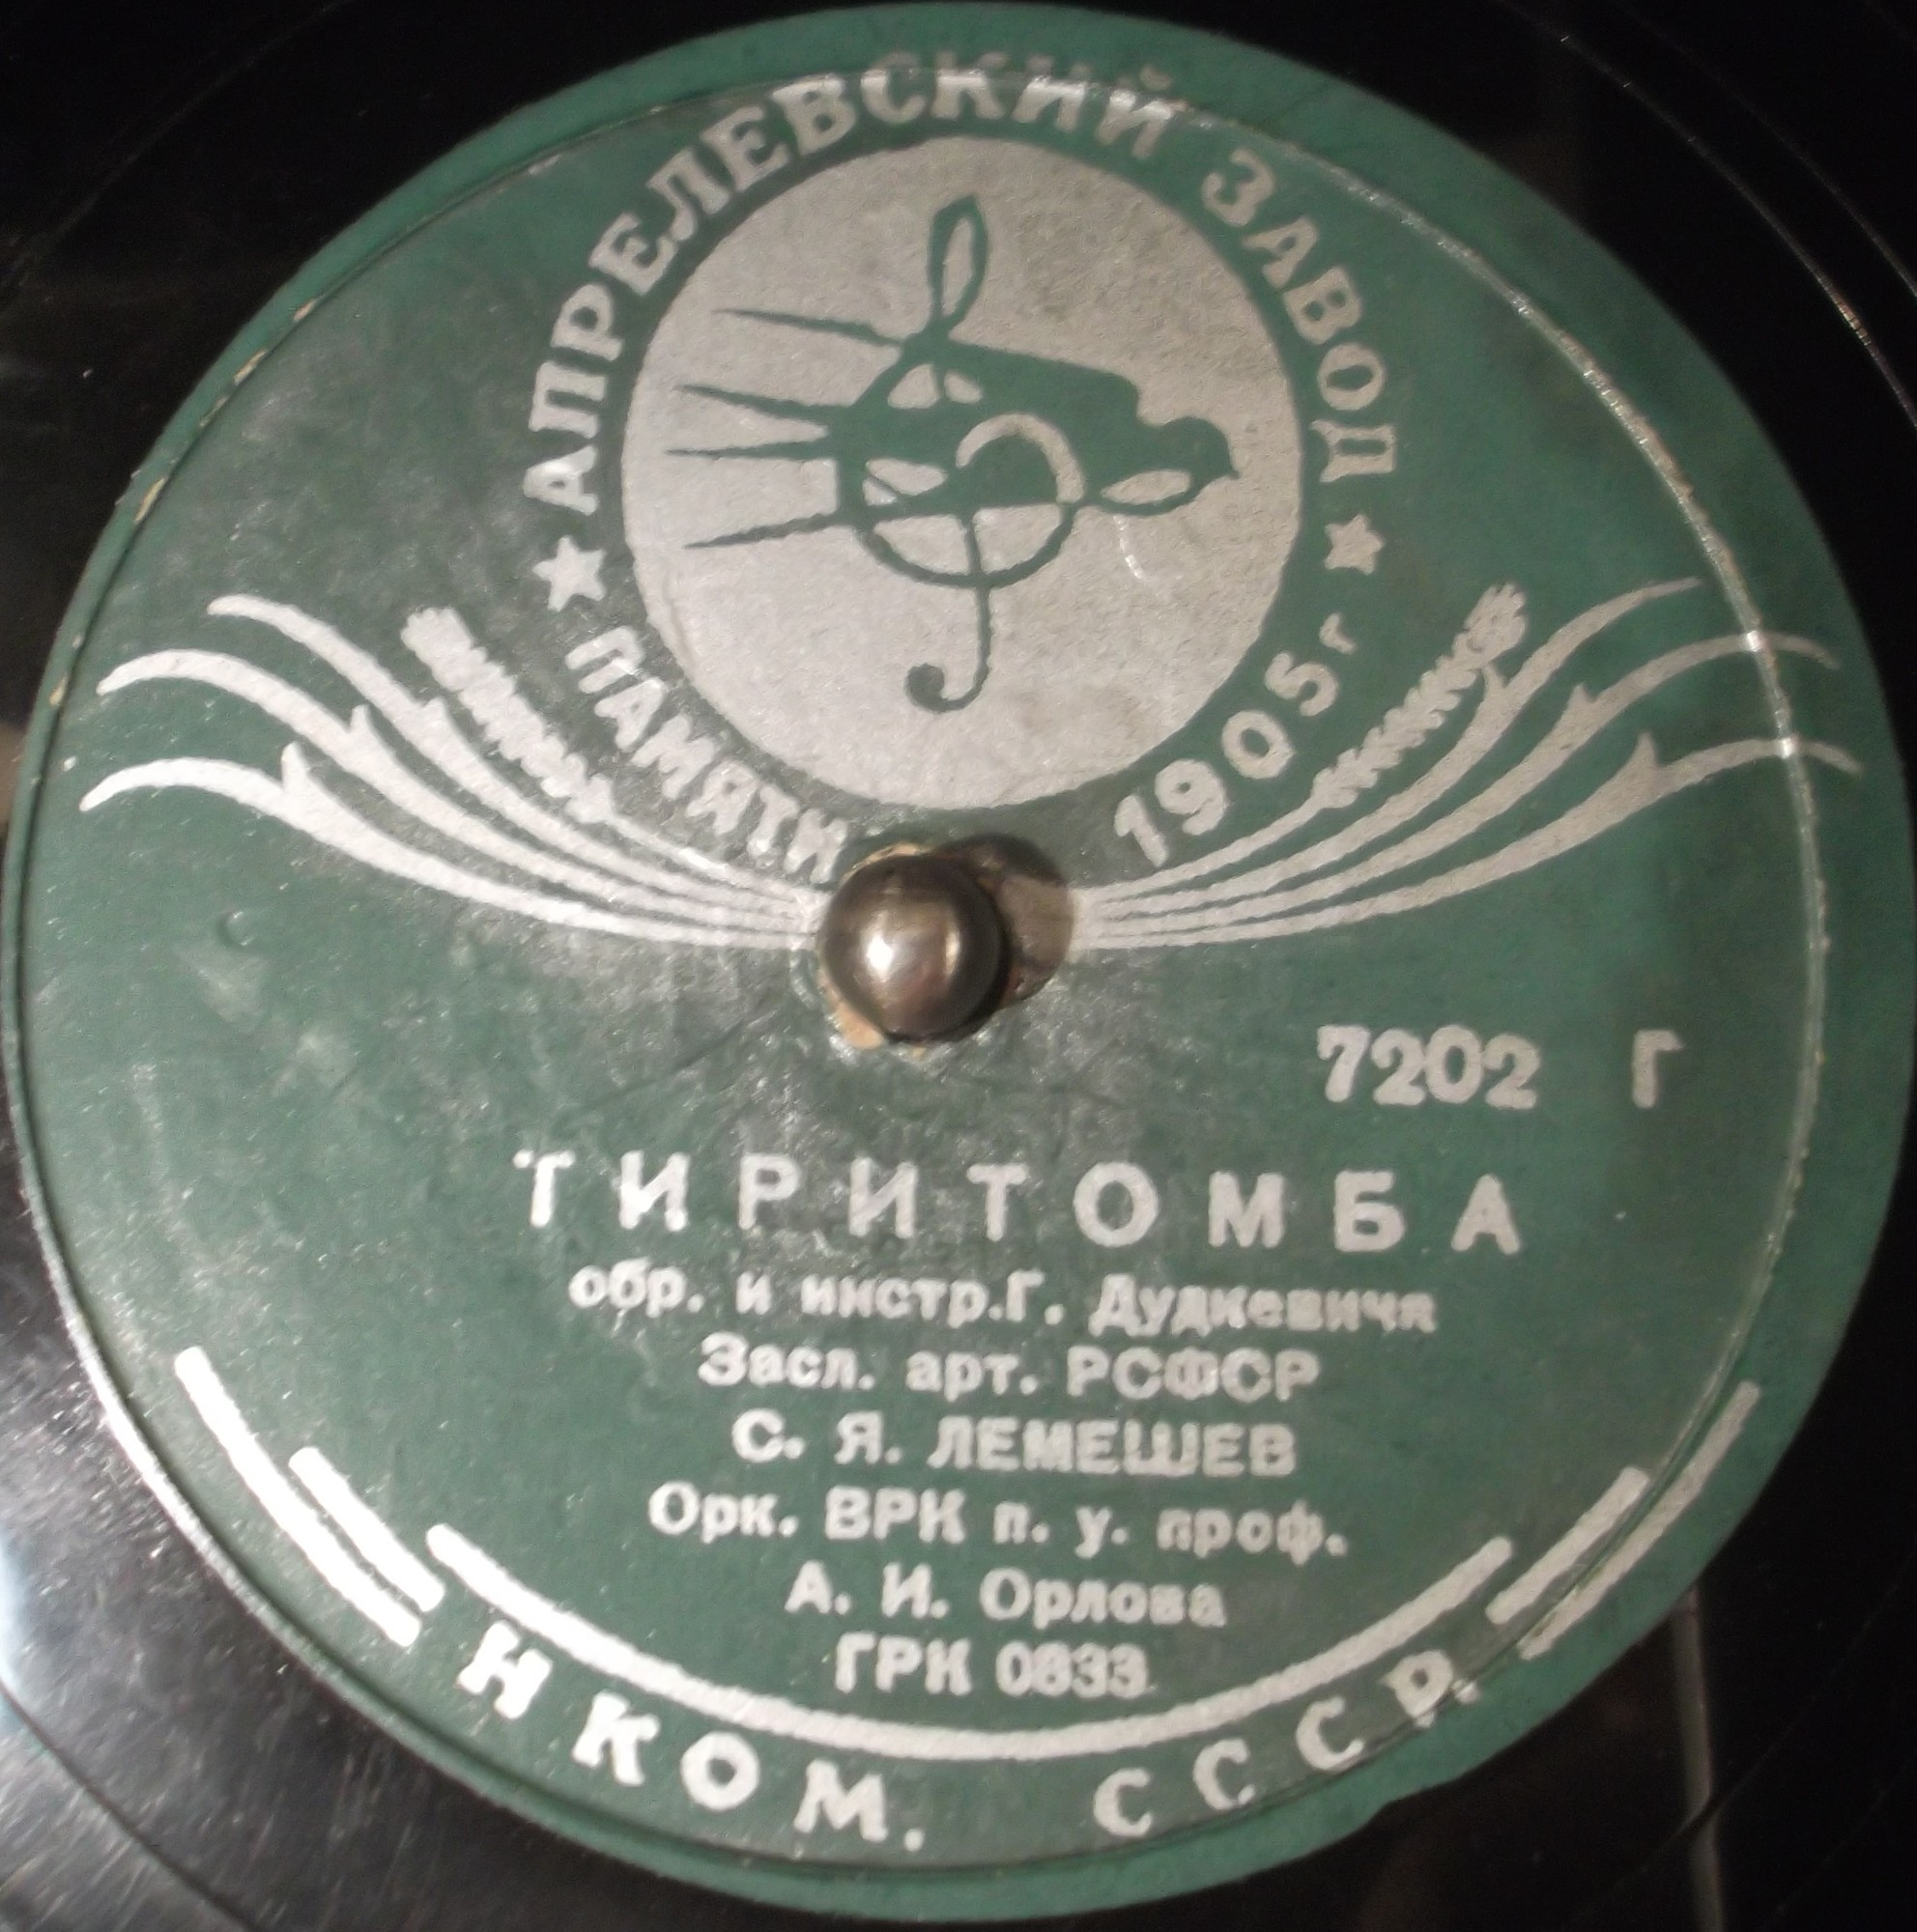 АПРЕЛЕВСКИЙ ЗАВОД
ПАМЯТИ 1905 г
7202 Г
ТИРИТОМБА
обр. и инстр. Г. Дудкевича
Засл. арт. РСФСР
С. Я. ЛЕМЕШЕВ
Орк. ВРК п. у. проф.
А. И. Орлова
ГРК 0833
НКОМ. СССР